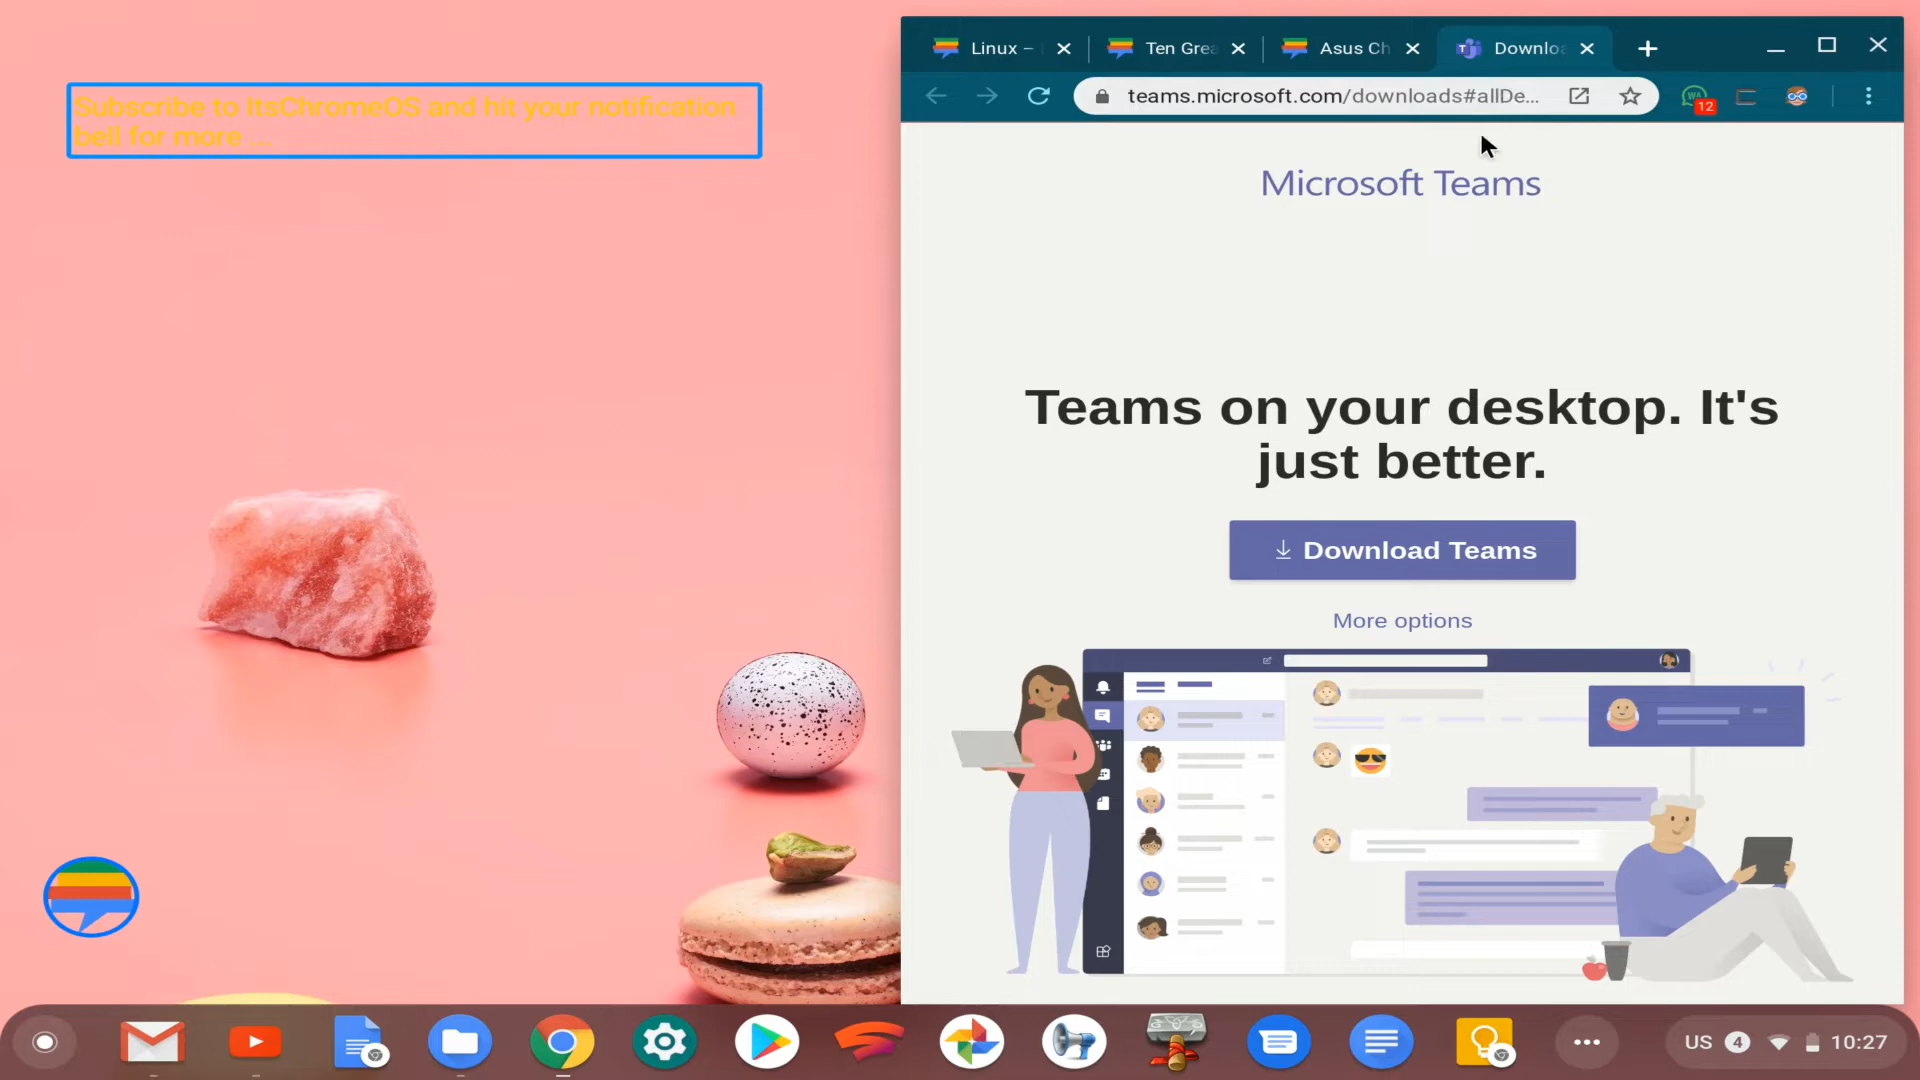 Subscribe to ItsChromeOS and hit your notification
bell for more ...
Linux –
Ten Grea
Asus Ch
Downloa
teams.microsoft.com/downloads#allDe...
WA
12
Microsoft Teams
Teams on your desktop. It's
just better.
Download Teams
More options
US 4 10:27